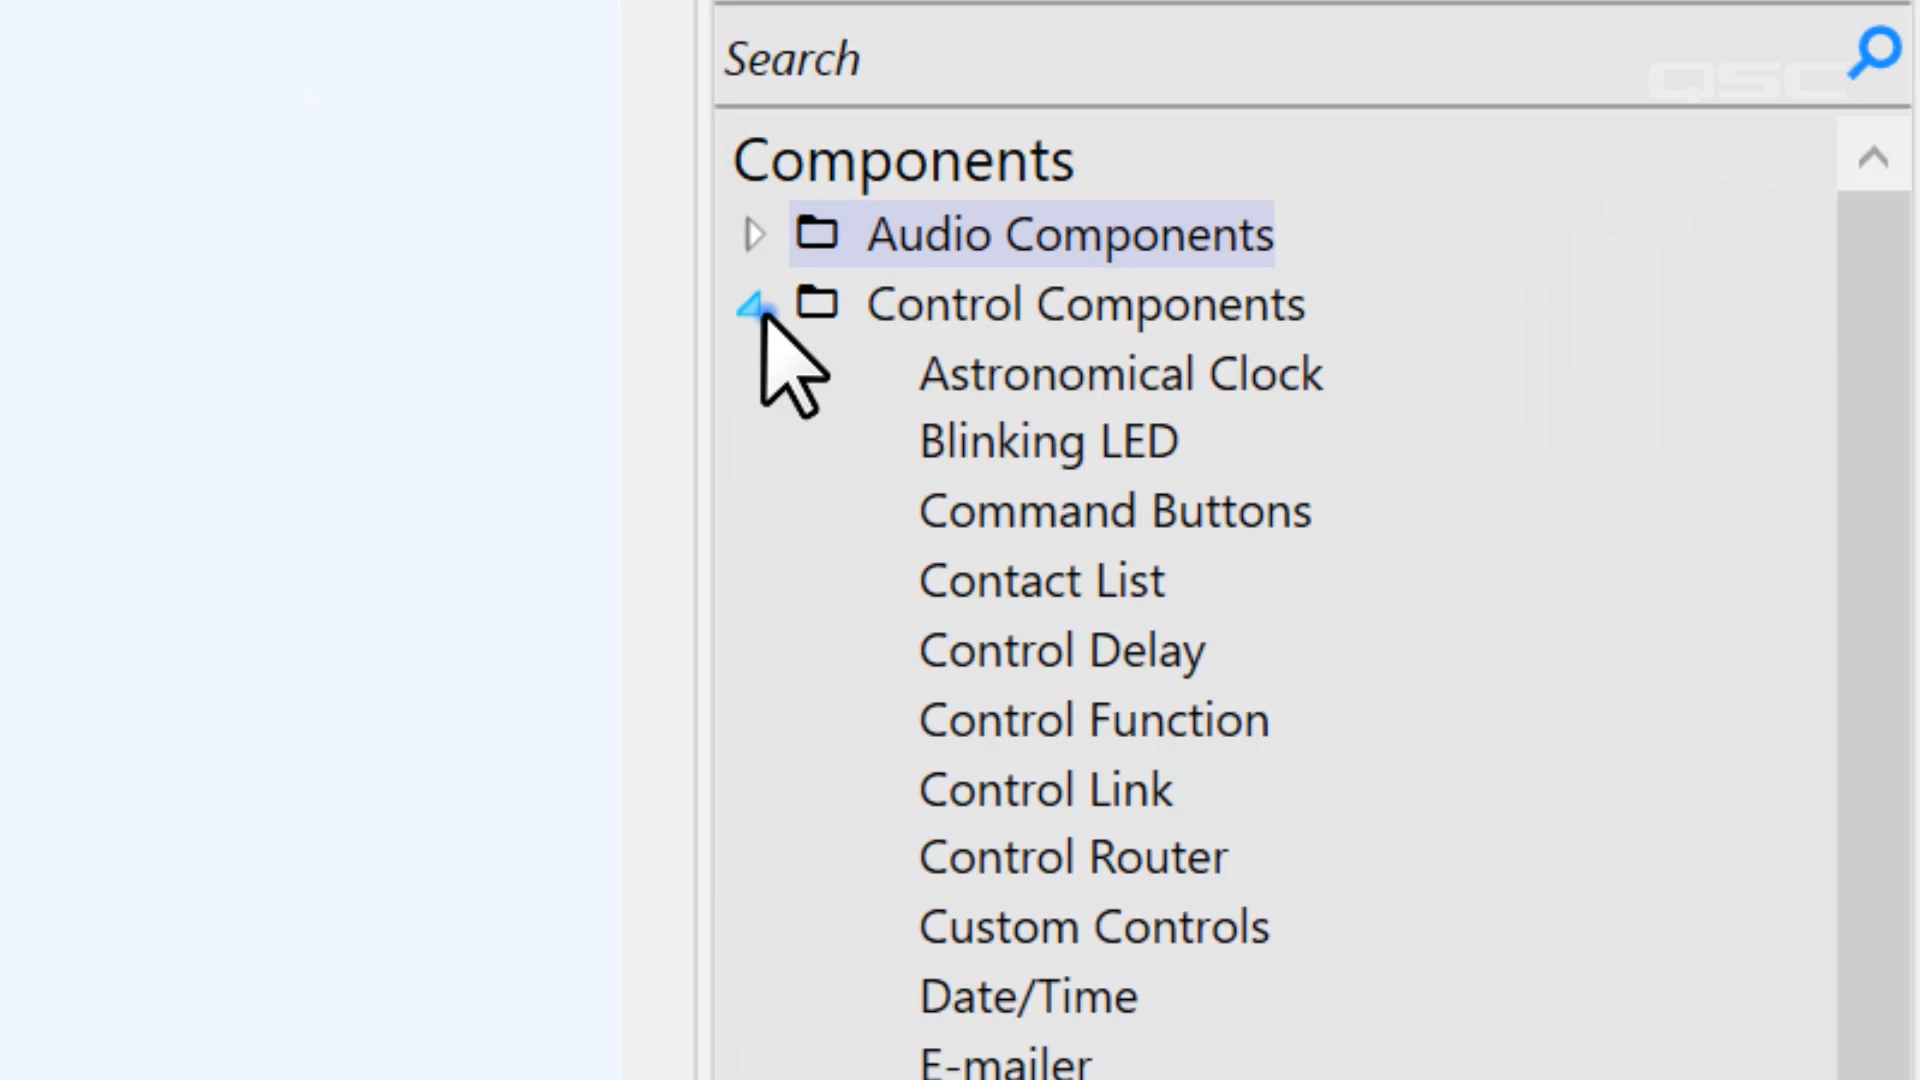 Search
QSC
Components
Audio Components
Control Components
Astronomical Clock
Blinking LED
Command Buttons
Contact List
Control Delay
Control Function
Control Link
Control Router
Custom Controls
Date/Time
E-mailer